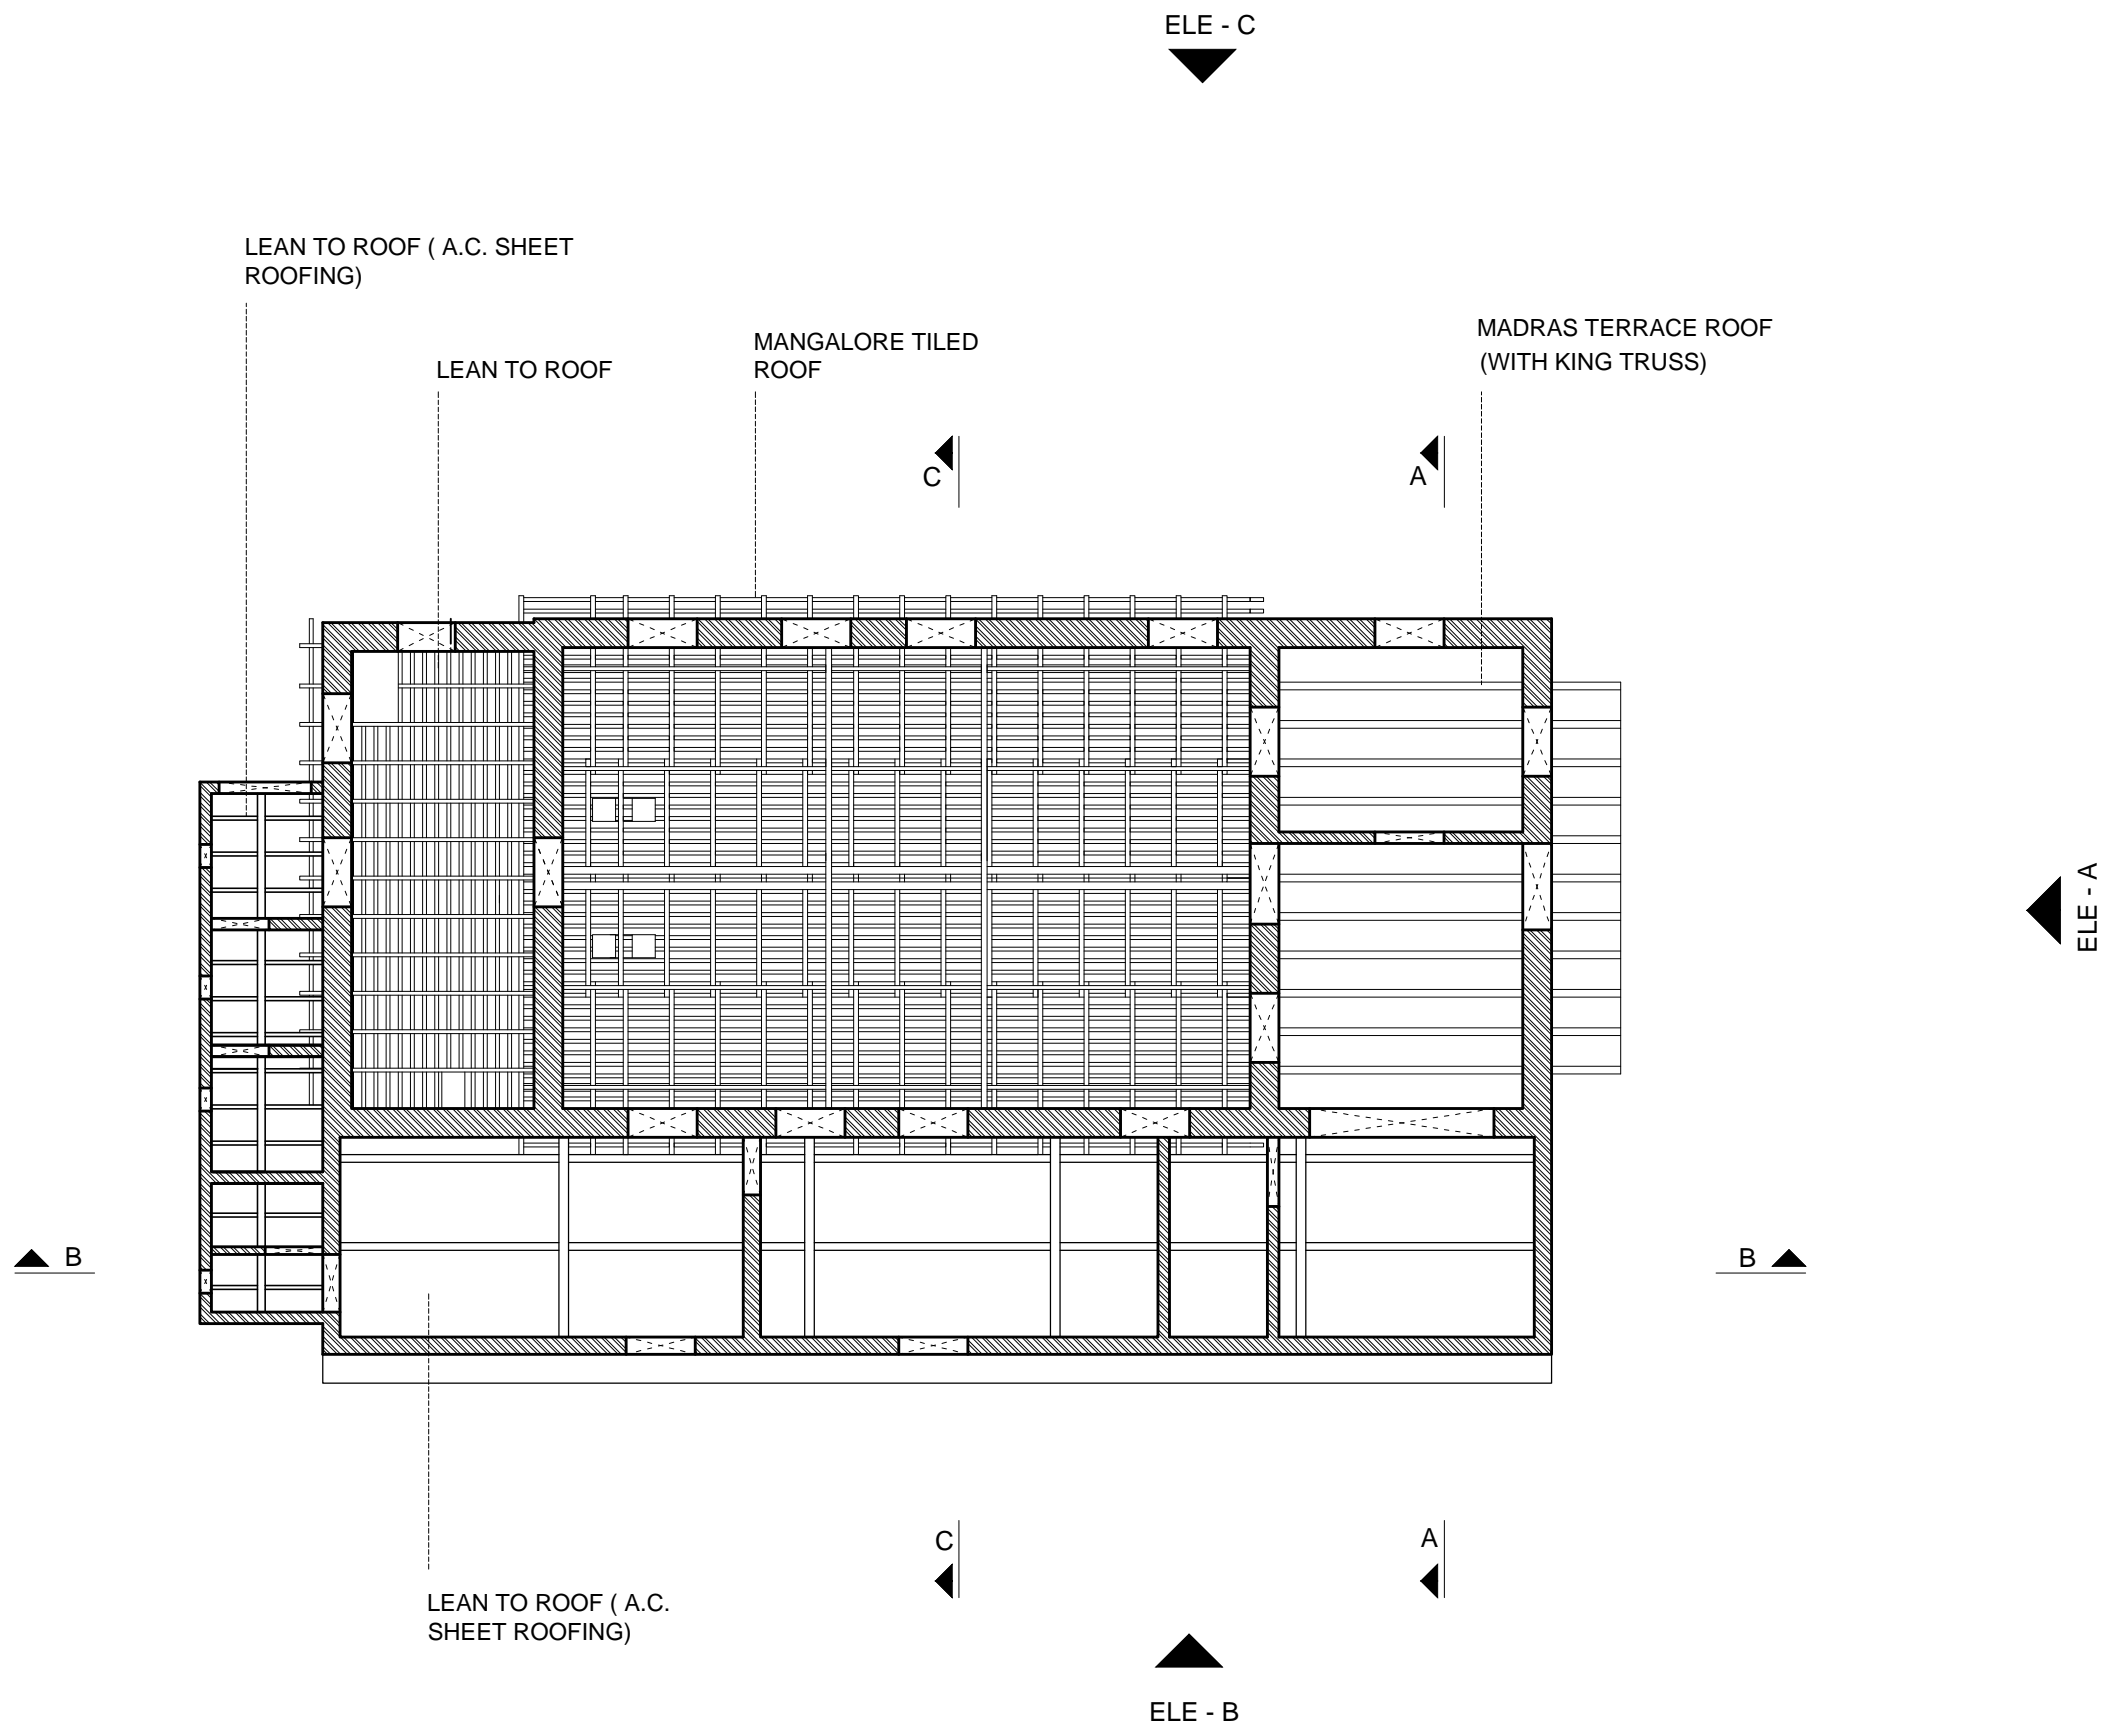 ELE - C
LEAN TO ROOF ( A.C. SHEET
ROOFING)
MADRAS TERRACE ROOF
(WITH KING TRUSS)
MANGALORE TILED
ROOF
LEAN TO ROOF
C
A
ELE - A
B
B
C
A
LEAN TO ROOF ( A.C.
SHEET ROOFING)
ELE - B